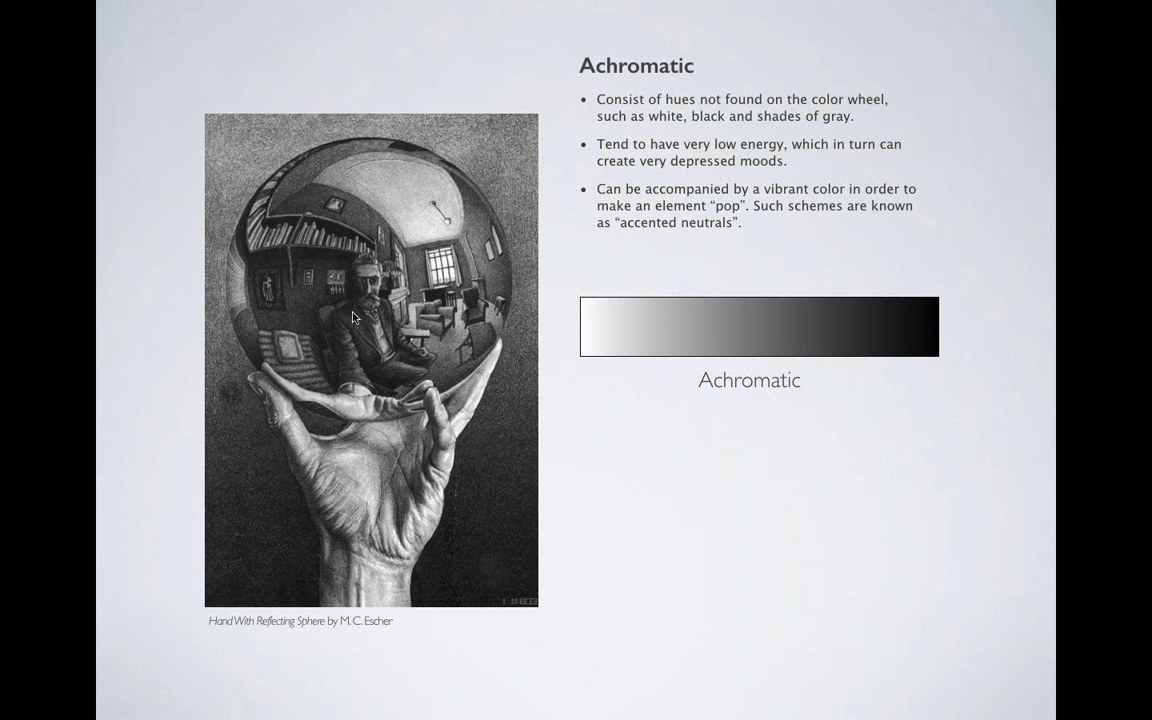 Achromatic
• Consist of hues not found on the color wheel,
such as white, black and shades of gray.
• Tend to have very low energy, which in turn can
create very depressed moods.
• Can be accompanied by a vibrant color in order to
make an element “pop”. Such schemes are known
as “accented neutrals”.
Achromatic
Hand With Reflecting Sphere by M. C. Escher